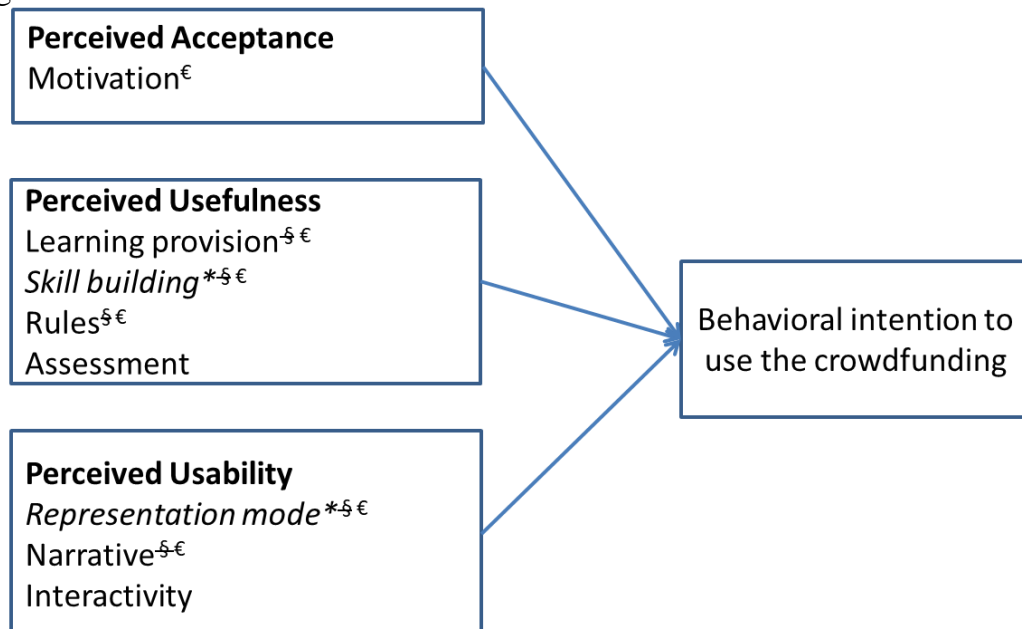 Perceived Acceptance
Motivation€
Perceived Usefulness
Learning provision§ €
Skill building*§ €
Rules§ €
Assessment
Perceived Usability
Representation mode*§ €
Narrative§ €
Interactivity
Behavioral intention to
use the crowdfunding